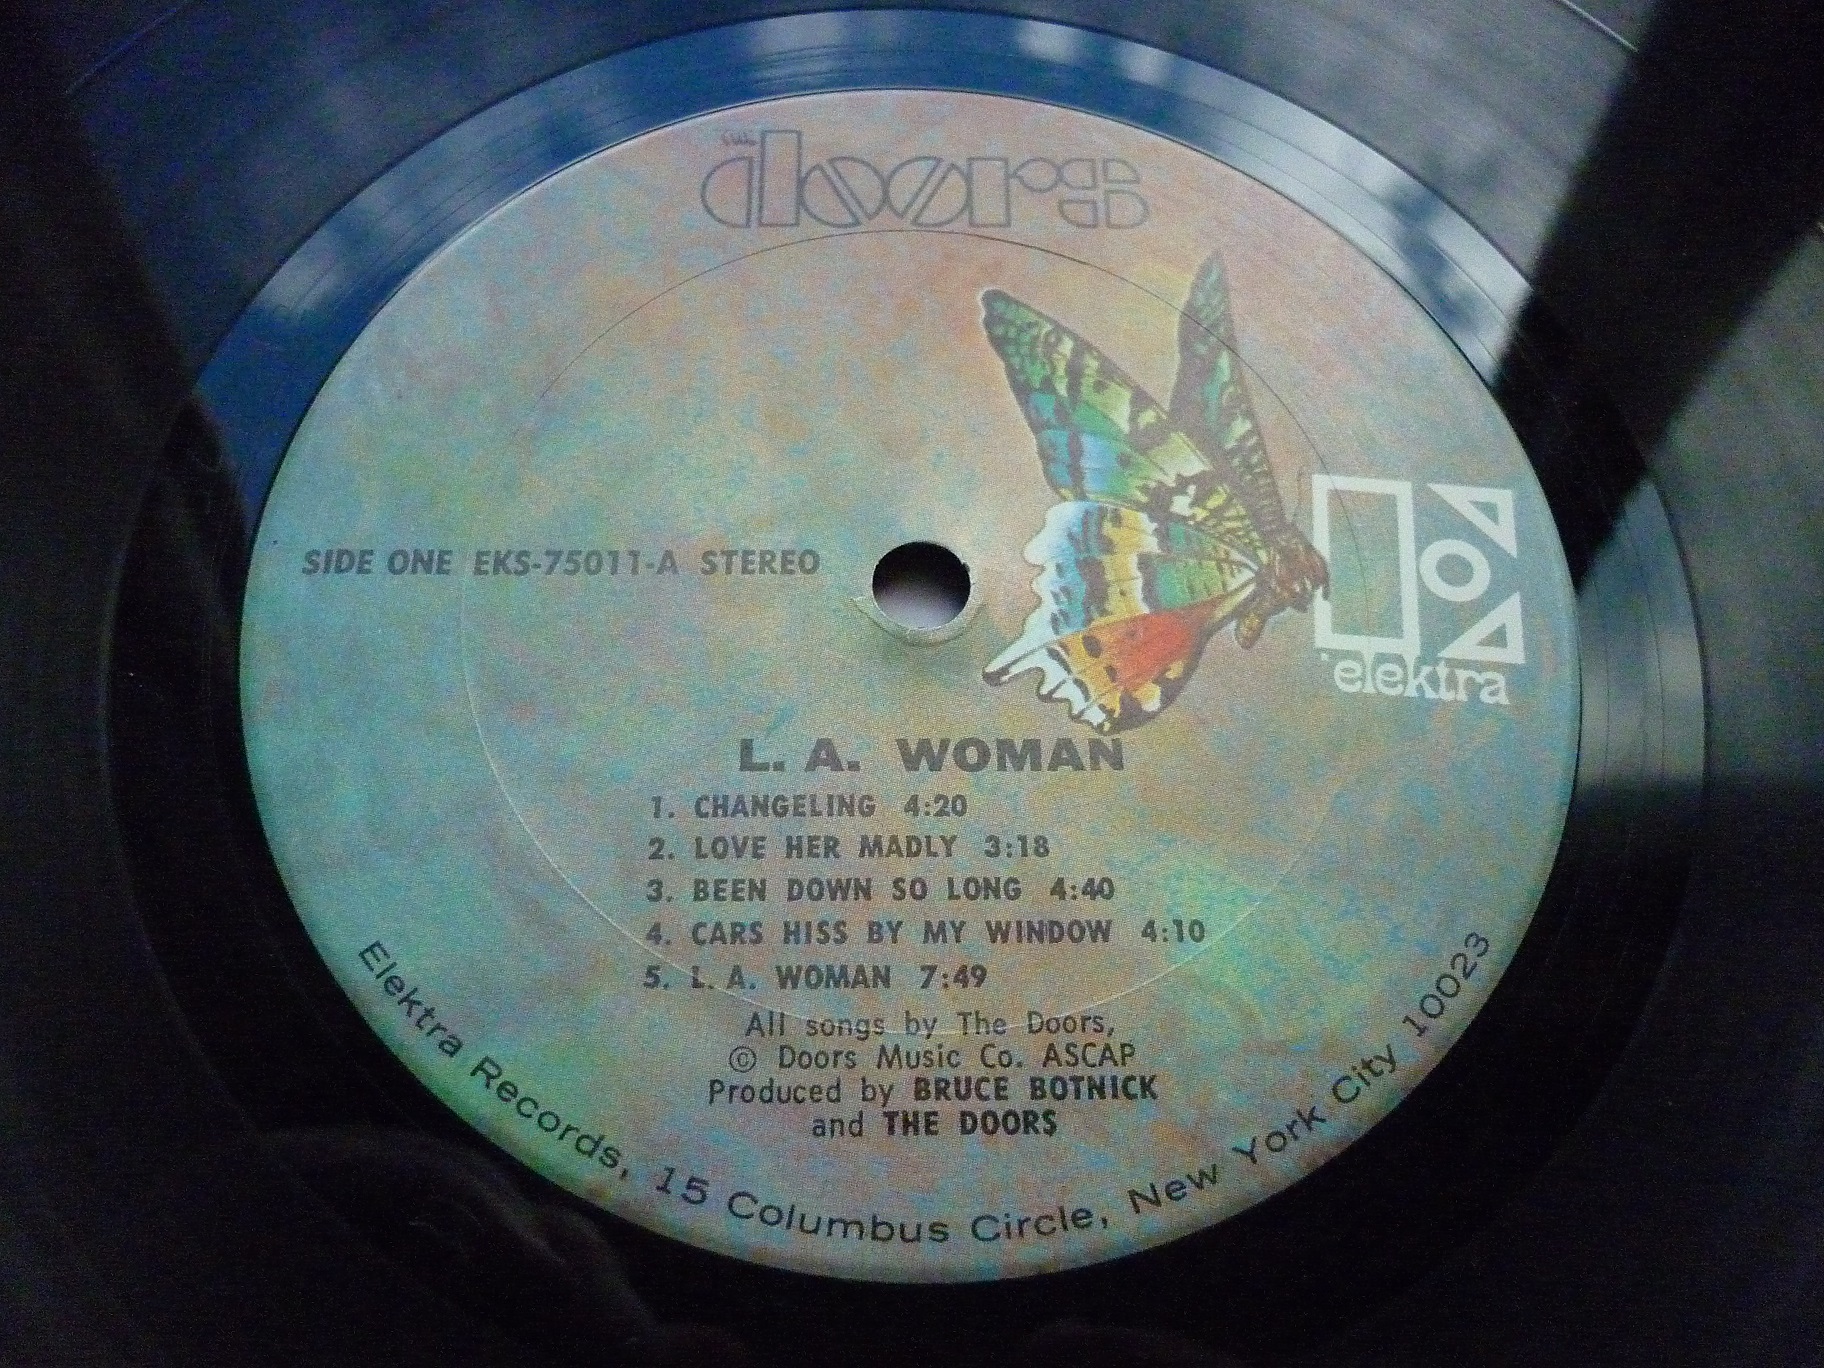 the doors
SIDE ONE EKS-75011-A STEREO
elektra
L. A. WOMAN
1. CHANGELING 4:20
2. LOVE HER MADLY 3:18
3. BEEN DOWN SO LONG 4:40
4. CARS HISS BY MY WINDOW 4:10
5. L. A. WOMAN 7:49
All songs by The Doors,
© Doors Music Co. ASCAP
Produced by BRUCE BOTNICK
and THE DOORS
Elektra Records, 15 Columbus Circle, New York City 10023